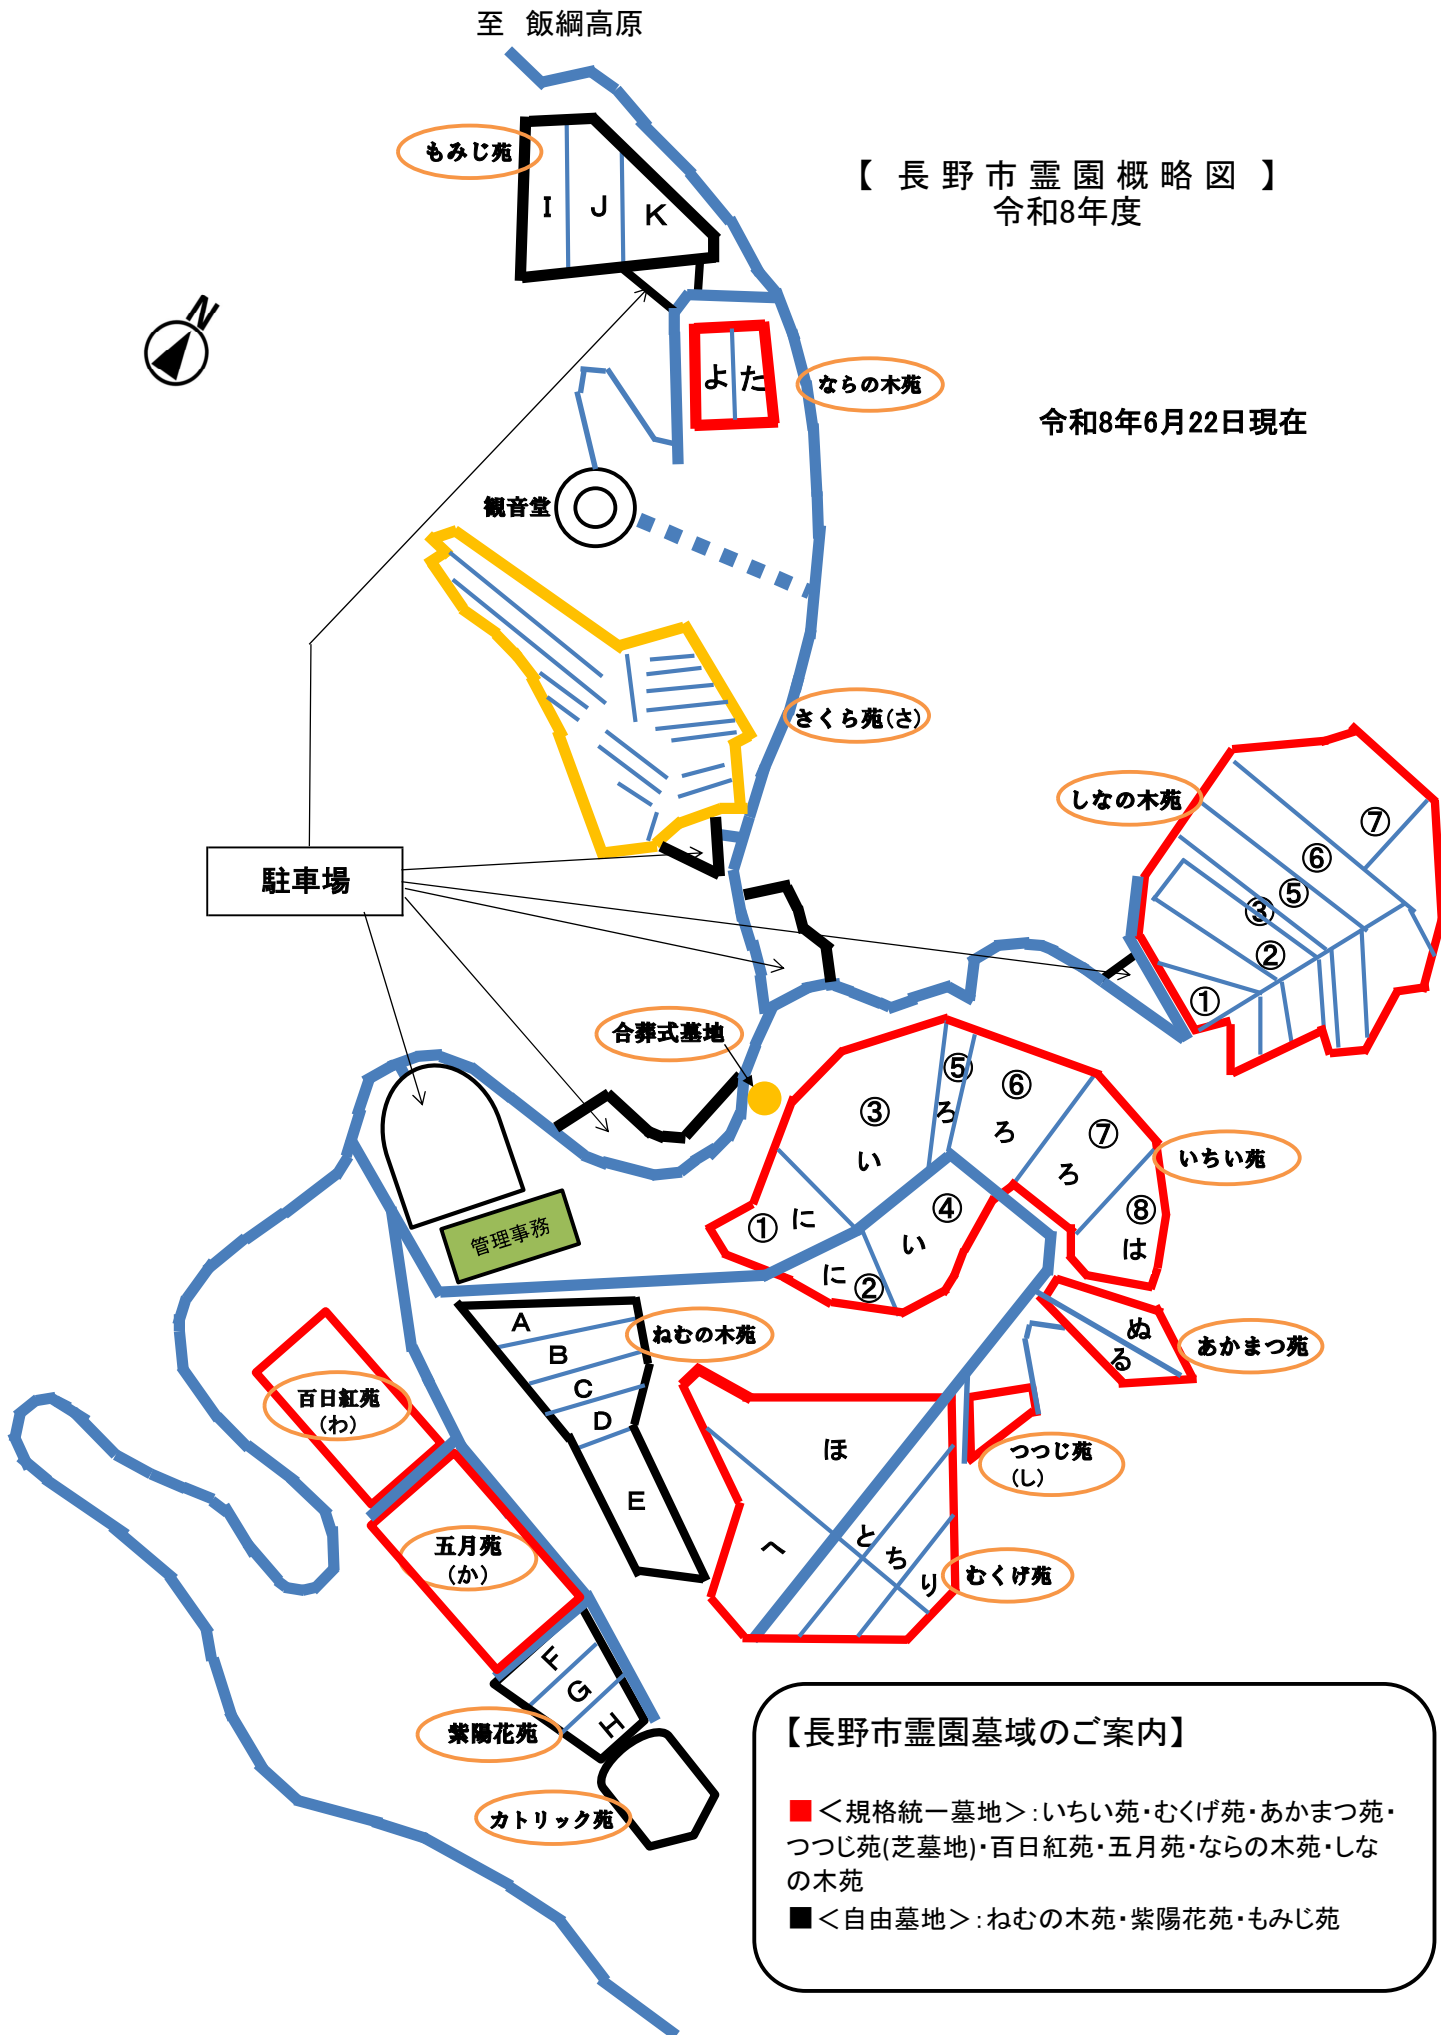 至　飯綱高原
もみじ苑
I J K
【 長 野 市 霊 園 概 略 図 】
令和8年度
N
よ た
ならの木苑
令和8年6月22日現在
観音堂
さくら苑(さ)
しなの木苑
⑦
⑥
⑤
③
②
①
駐車場
合葬式墓地
③ い
⑤ ろ
⑥ ろ
⑦ ろ
⑧ は
いちい苑
① に
に ②
④ い
管理事務
A
B
C
D
E
ねむの木苑
ぬ
る
あかまつ苑
百日紅苑
(わ)
ほ
へ
と
ち
り
つつじ苑
(し)
むくげ苑
五月苑
(か)
F
G
H
紫陽花苑
カトリック苑
【長野市霊園墓域のご案内】
■＜規格統一墓地＞:いちい苑・むくげ苑・あかまつ苑・
つつじ苑(芝墓地)・百日紅苑・五月苑・ならの木苑・しな
の木苑
■＜自由墓地＞:ねむの木苑・紫陽花苑・もみじ苑